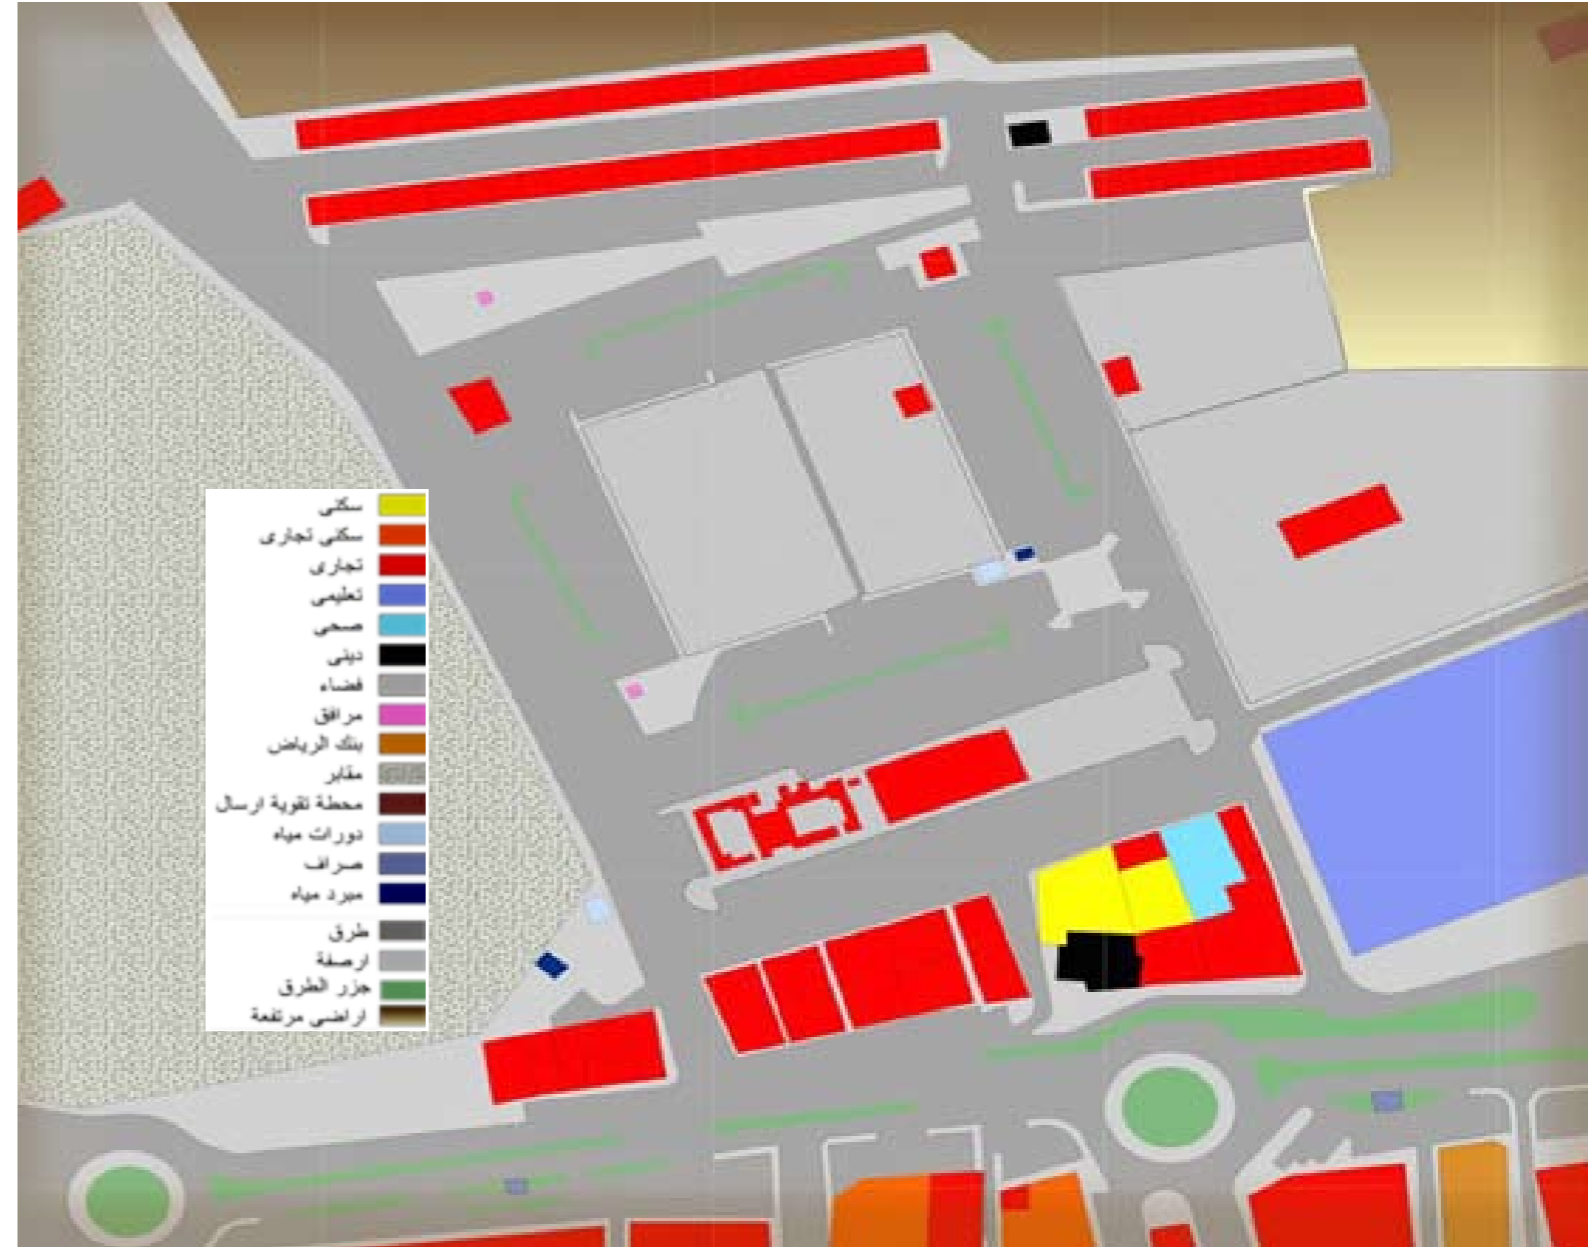 سكنى
سكنى تجارى
تجارى
تعليمى
صحى
دينى
فضاء
مرافق
بنك الرياض
مقابر
محطة تقوية ارسال
دورات مياه
صراف
مبرد مياه
طرق
ارصفة
جزر الطرق
اراضى مرتفعة